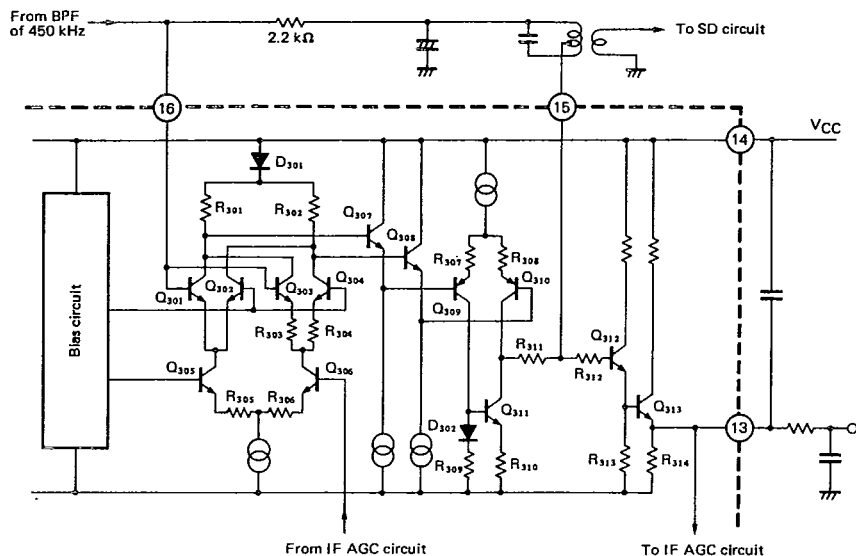 From BPF
of 450 kHz
2.2 kΩ
To SD circuit
16
15
14
VCC
D301
R301
R302
Q307
Q308
R307
R308
Q301
Q302
Q303
Q304
Q309
Q310
Bias circuit
R303
R304
R311
Q312
R312
Q305
Q306
R305
R306
Q311
Q313
D302
13
R309
R310
R313
R314
From IF AGC circuit
To IF AGC circuit